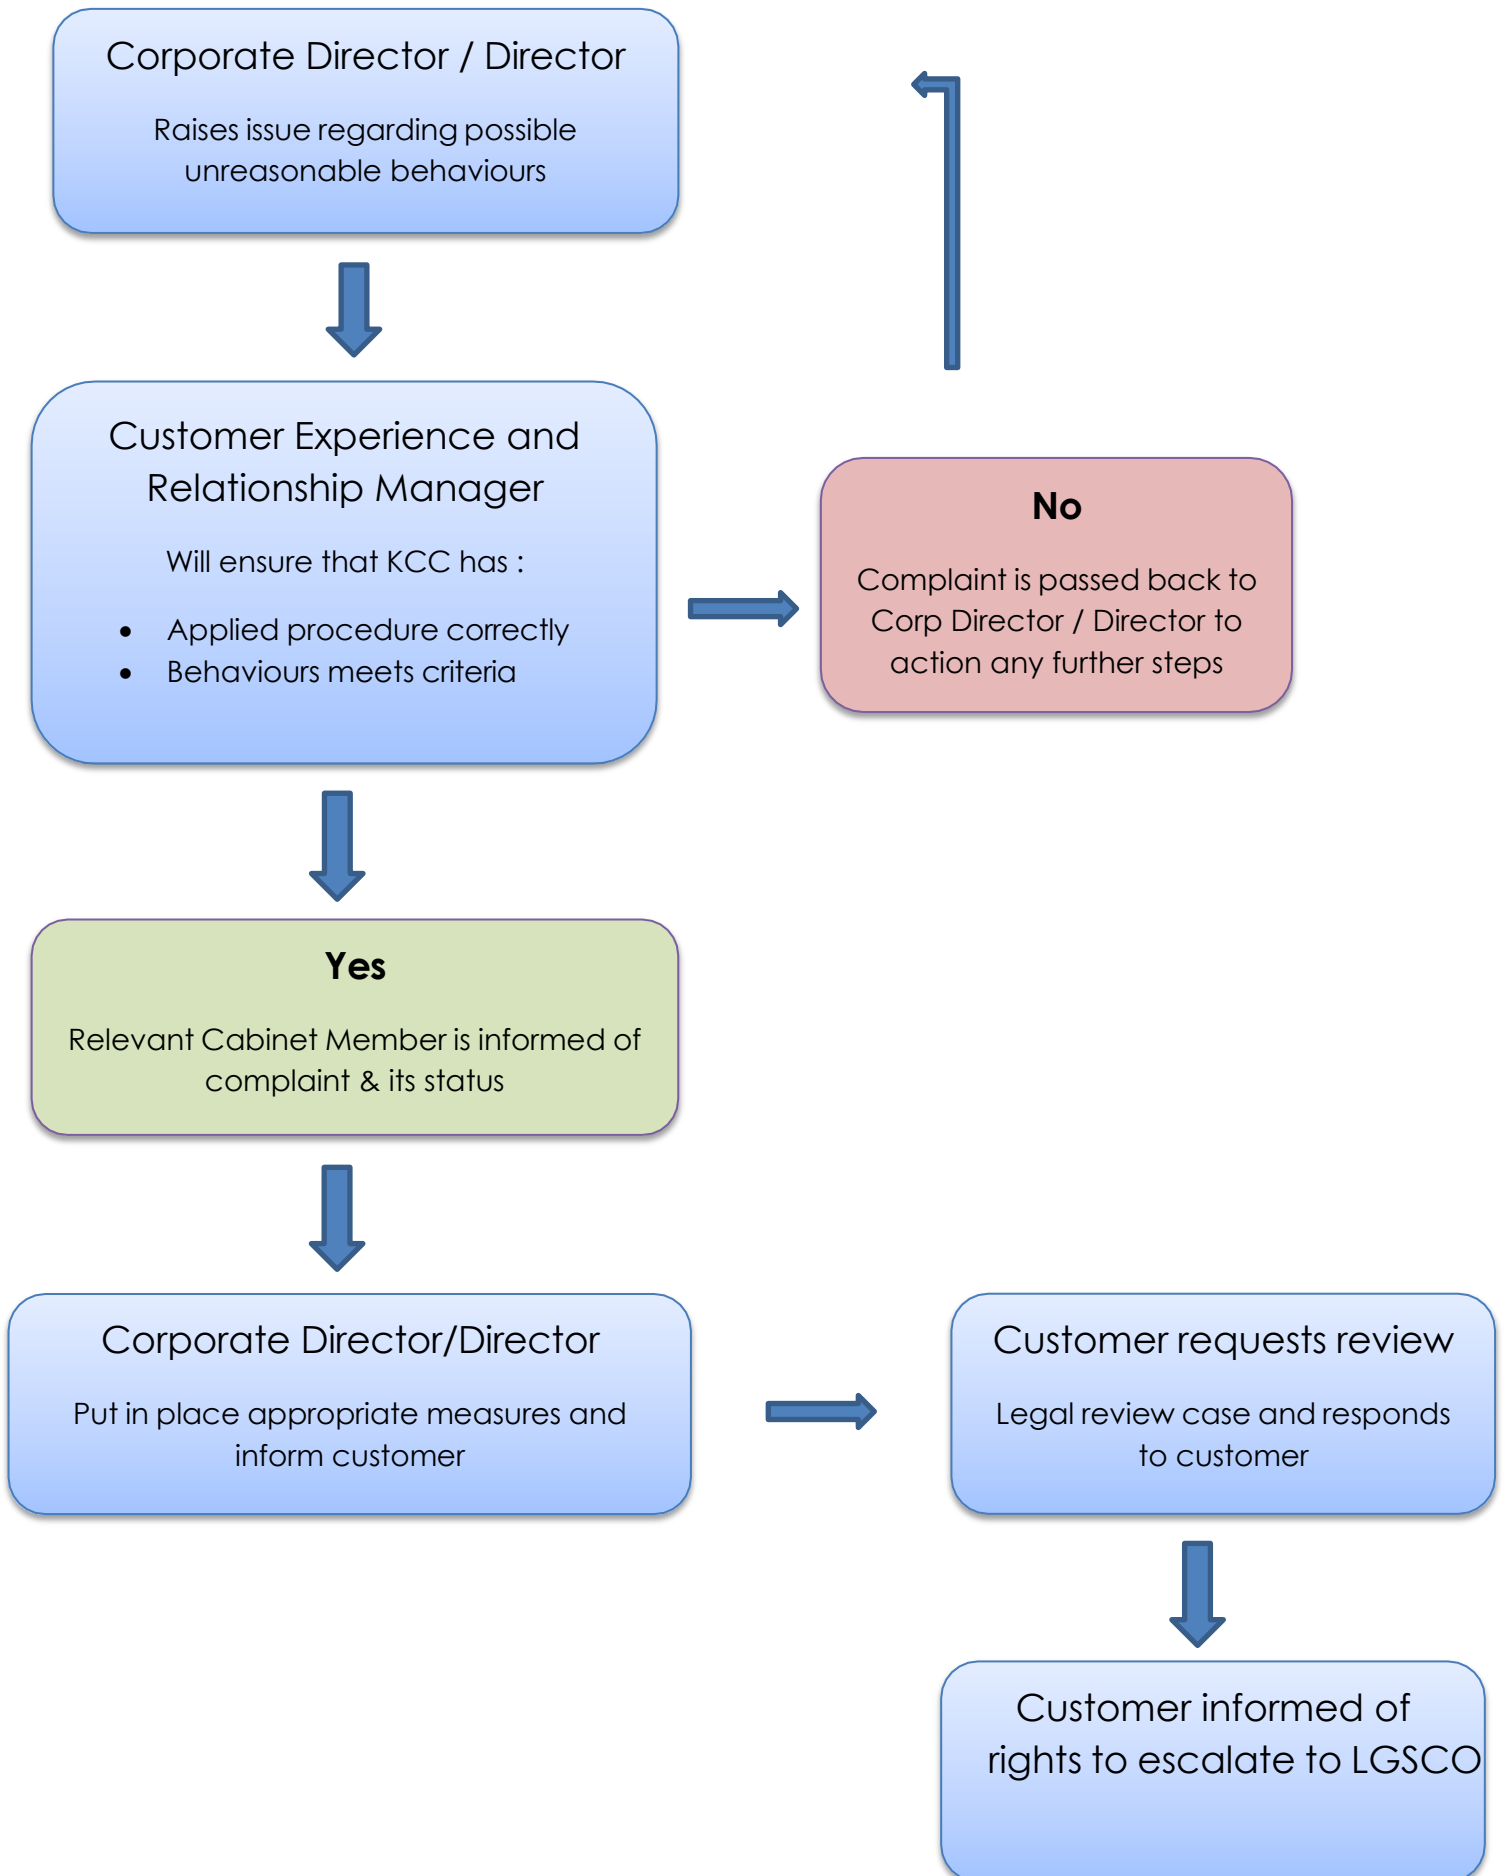 Corporate Director / Director
Raises issue regarding possible
unreasonable behaviours
Customer Experience and
Relationship Manager
Will ensure that KCC has :
• Applied procedure correctly
• Behaviours meets criteria
No
Complaint is passed back to
Corp Director / Director to
action any further steps
Yes
Relevant Cabinet Member is informed of
complaint & its status
Corporate Director/Director
Put in place appropriate measures and
inform customer
Customer requests review
Legal review case and responds
to customer
Customer informed of
rights to escalate to LGSCO